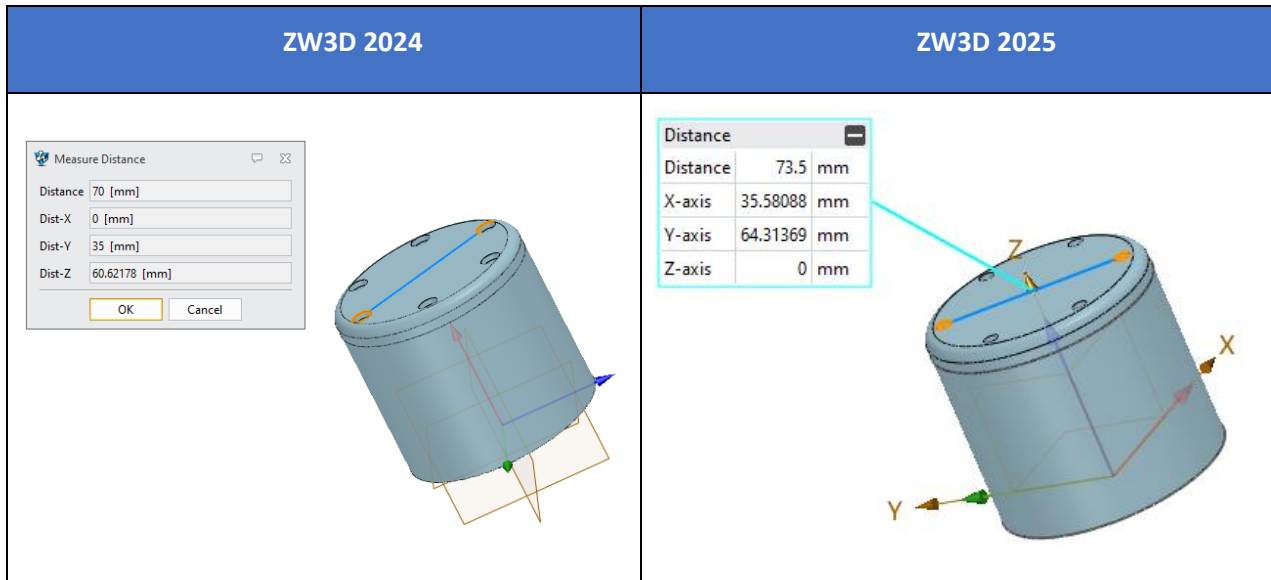 ZW3D 2024
ZW3D 2025
Measure Distance
Distance 70 [mm]
Dist-X 0 [mm]
Dist-Y 35 [mm]
Dist-Z 60.62178 [mm]
OK Cancel
Distance
Distance 73.5 mm
X-axis 35.58088 mm
Y-axis 64.31369 mm
Z-axis 0 mm
Z
X
Y